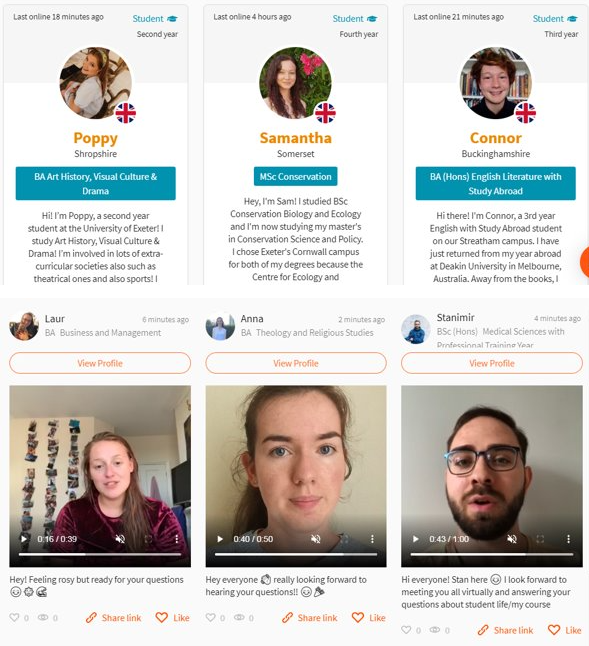 Last online 18 minutes ago
Student
Second year
Poppy
Shropshire
BA Art History, Visual Culture &
Drama
Hi! I'm Poppy, a second year
student at the University of Exeter! I
study Art History, Visual Culture &
Drama! I'm involved in lots of extra-
curricular societies also such as
theatrical ones and also sports! I
Last online 4 hours ago
Student
Fourth year
Samantha
Somerset
MSc Conservation
Hey, I'm Sam! I studied BSc
Conservation Biology and Ecology
and I'm now studying my master's
in Conservation Science and Policy.
I chose Exeter's Cornwall campus
for both of my degrees because the
Centre for Ecology and
Last online 21 minutes ago
Student
Third year
Connor
Buckinghamshire
BA (Hons) English Literature with
Study Abroad
Hi there! I'm Connor, a 3rd year
English with Study Abroad student
on our Streatham campus. I have
just returned from my year abroad
at Deakin University in Melbourne,
Australia. Away from the books, I
Laur
6 minutes ago
BA Business and Management
View Profile
0:16 / 0:39
Hey! Feeling rosy but ready for your questions
0 0 Share link Like
Anna
2 minutes ago
BA Theology and Religious Studies
View Profile
0:40 / 0:50
Hey everyone really looking forward to
hearing your questions!!
0 0 Share link Like
Stanimir
4 minutes ago
BSc (Hons) Medical Sciences with
Professional Training Year
View Profile
0:43 / 1:00
Hi everyone! Stan here I look forward to
meeting you all virtually and answering your
questions about student life/my course
0 0 Share link Like